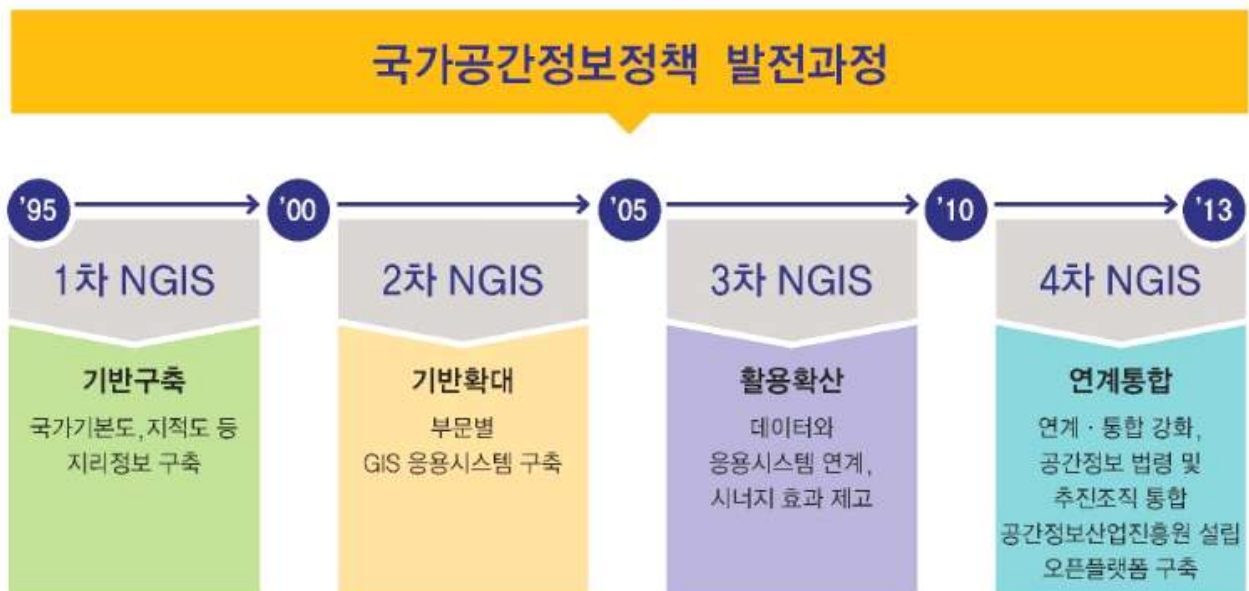 국가공간정보정책 발전과정
'95
'00
'05
'10
'13
1차 NGIS
기반구축
국가기본도, 지적도 등
지리정보 구축
2차 NGIS
기반확대
부문별
GIS 응용시스템 구축
3차 NGIS
활용확산
데이터와
응용시스템 연계,
시너지 효과 제고
4차 NGIS
연계통합
연계 · 통합 강화,
공간정보 법령 및
추진조직 통합
공간정보산업진흥원 설립
오픈플랫폼 구축